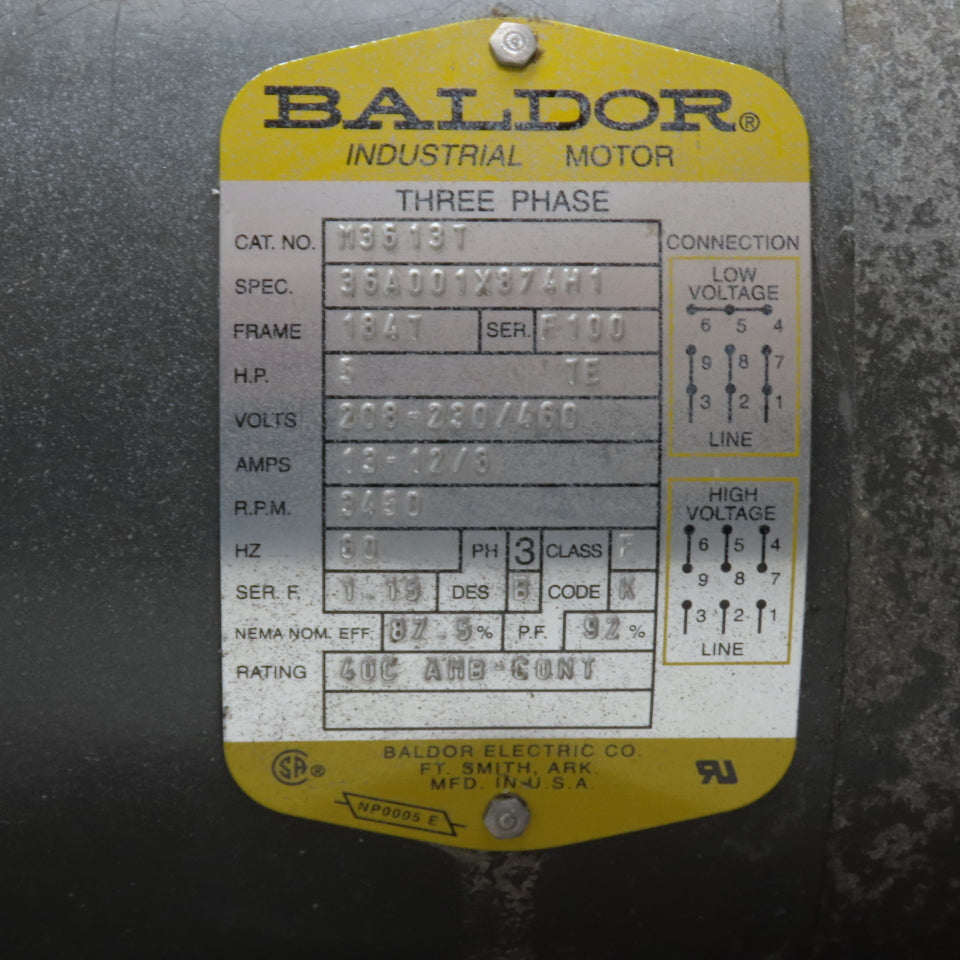 BALDOR®
INDUSTRIAL MOTOR
THREE PHASE
CAT. NO. M3613T
SPEC. 36A001X874H1
FRAME 184T SER. F100
H.P. 5 TE
VOLTS 208-230/460
AMPS 13-12/6
R.P.M. 3450
HZ 60 PH 3 CLASS F
SER. F. 1.15 DES B CODE K
NEMA NOM. EFF. 87.5% P.F. 92%
RATING 40C AMB-CONT
CONNECTION
LOW
VOLTAGE
6 5 4
9 8 7
3 2 1
LINE
HIGH
VOLTAGE
6 5 4
9 8 7
3 2 1
LINE
SA®
BALDOR ELECTRIC CO.
FT. SMITH, ARK.
MFD. IN U.S.A.
RU
NP0005 E